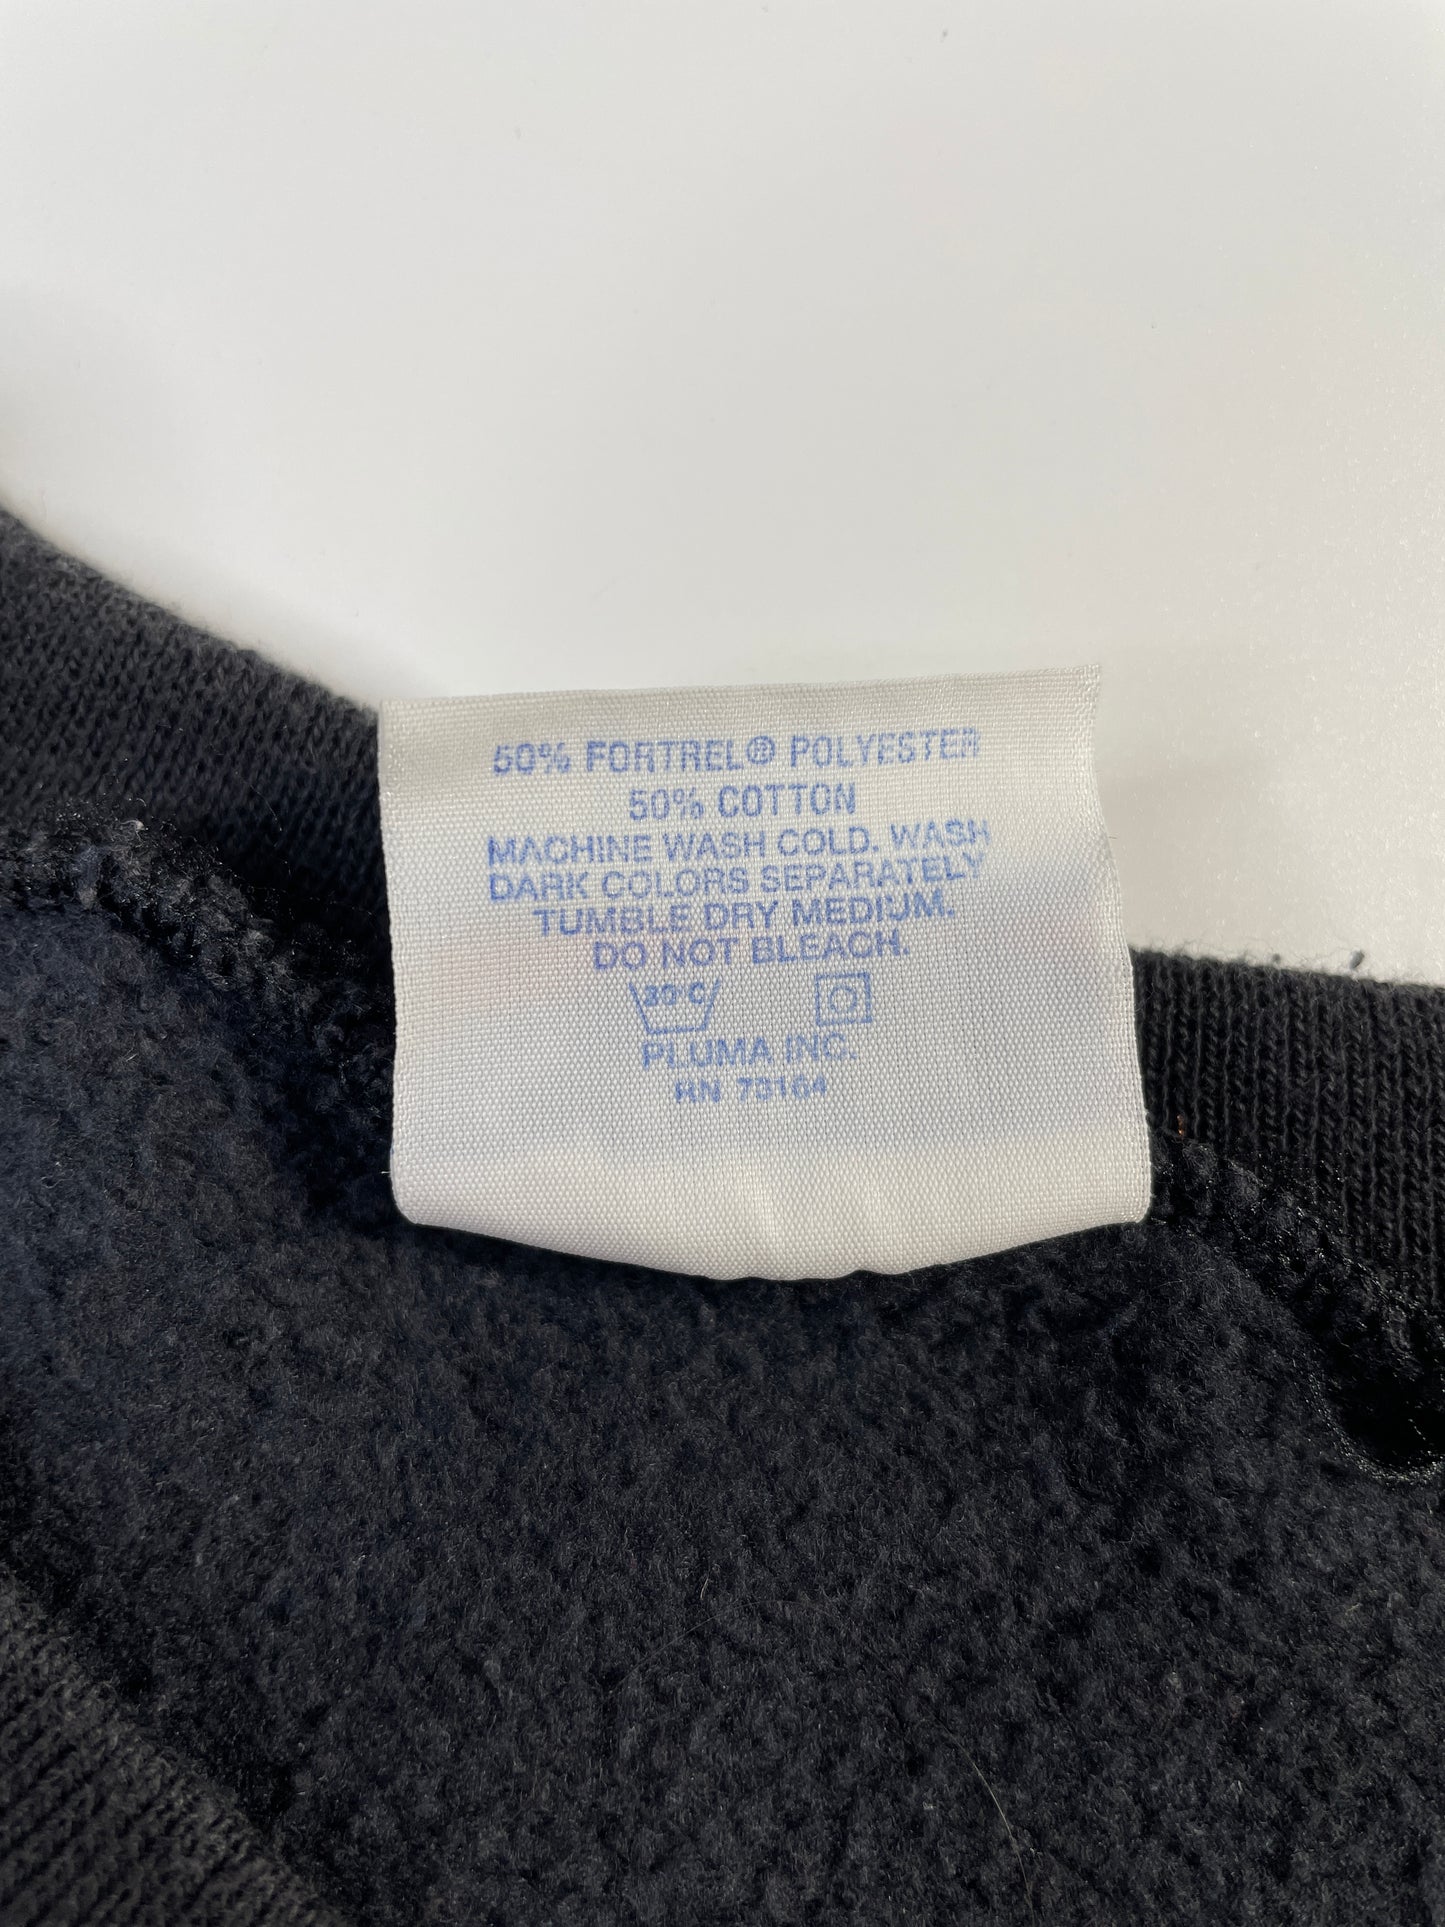 50% FORTREL® POLYESTER
50% COTTON
MACHINE WASH COLD. WASH
DARK COLORS SEPARATELY
TUMBLE DRY MEDIUM.
DO NOT BLEACH.
30°C
PLUMA INC.
RN 73164